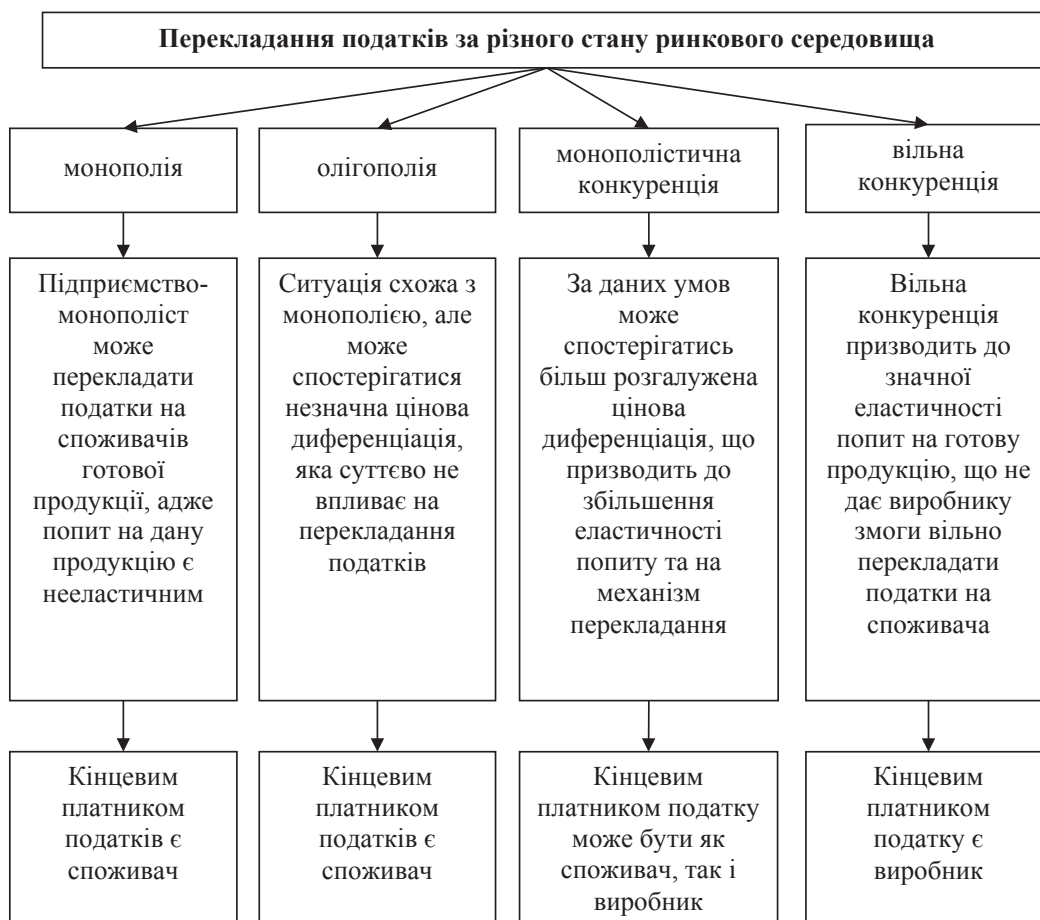 Перекладання податків за різного стану ринкового середовища
монополія
олігополія
монополістична
конкуренція
вільна
конкуренція
Підприємство-
монополіст
може
перекладати
податки на
споживачів
готової
продукції, адже
попит на дану
продукцію є
нееластичним
Ситуація схожа з
монополією, але
може
спостерігатися
незначна цінова
диференціація,
яка суттєво не
впливає на
перекладання
податків
За даних умов
може
спостерігатись
більш розгалужена
цінова
диференціація, що
призводить до
збільшення
еластичності
попиту та на
механізм
перекладання
Вільна
конкуренція
призводить до
значної
еластичності
попит на готову
продукцію, що не
дає виробнику
змоги вільно
перекладати
податки на
споживача
Кінцевим
платником
податків є
споживач
Кінцевим
платником
податків є
споживач
Кінцевим
платником податку
може бути як
споживач, так і
виробник
Кінцевим
платником
податку є
виробник